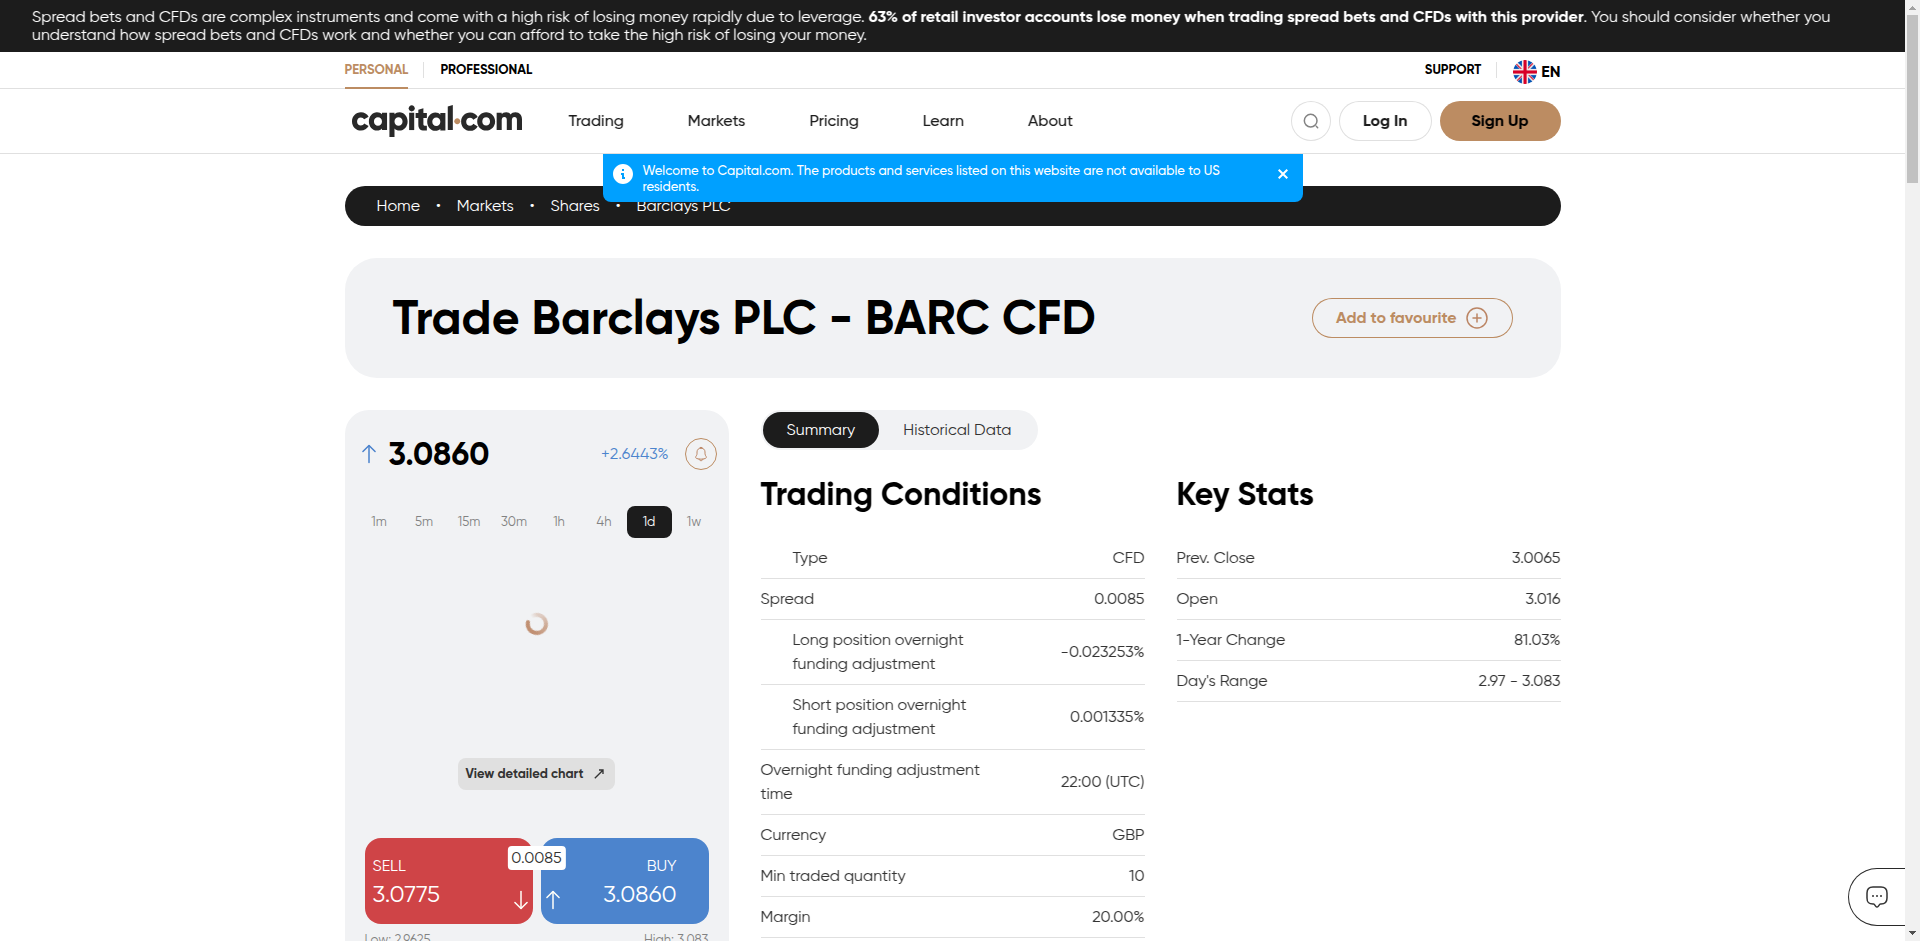 Spread bets and CFDs are complex instruments and come with a high risk of losing money rapidly due to leverage. 63% of retail investor accounts lose money when trading spread bets and CFDs with this provider. You should consider whether you
understand how spread bets and CFDs work and whether you can afford to take the high risk of losing your money.
PERSONAL PROFESSIONAL SUPPORT EN
capital.com Trading Markets Pricing Learn About Log In Sign Up
Welcome to Capital.com. The products and services listed on this website are not available to US
residents.
Home • Markets • Shares • Barclays PLC
Trade Barclays PLC - BARC CFD
Add to favourite
3.0860 +2.6443%
1m 5m 15m 30m 1h 4h 1d 1w
View detailed chart
SELL 0.0085 BUY
3.0775 3.0860
Low: 2.9625 High: 3.083
Summary Historical Data
Trading Conditions
Type CFD
Spread 0.0085
Long position overnight
funding adjustment -0.023253%
Short position overnight
funding adjustment 0.001335%
Overnight funding adjustment
time 22:00 (UTC)
Currency GBP
Min traded quantity 10
Margin 20.00%
Key Stats
Prev. Close 3.0065
Open 3.016
1-Year Change 81.03%
Day's Range 2.97 - 3.083